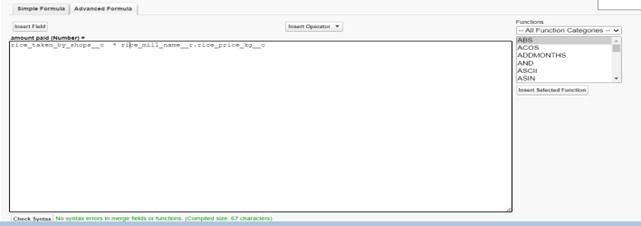 Simple Formula Advanced Formula
Insert Field Insert Operator ▼
Functions
-- All Function Categories --
amount paid (Number) =
rice_taken_by_shops__c * rice_mill_name__r.rice_price_kg__c
ABS
ACOS
ADDMONTHS
AND
ASCII
ASIN
Insert Selected Function
Check Syntax No syntax errors in merge fields or functions. (Compiled size: 67 characters)